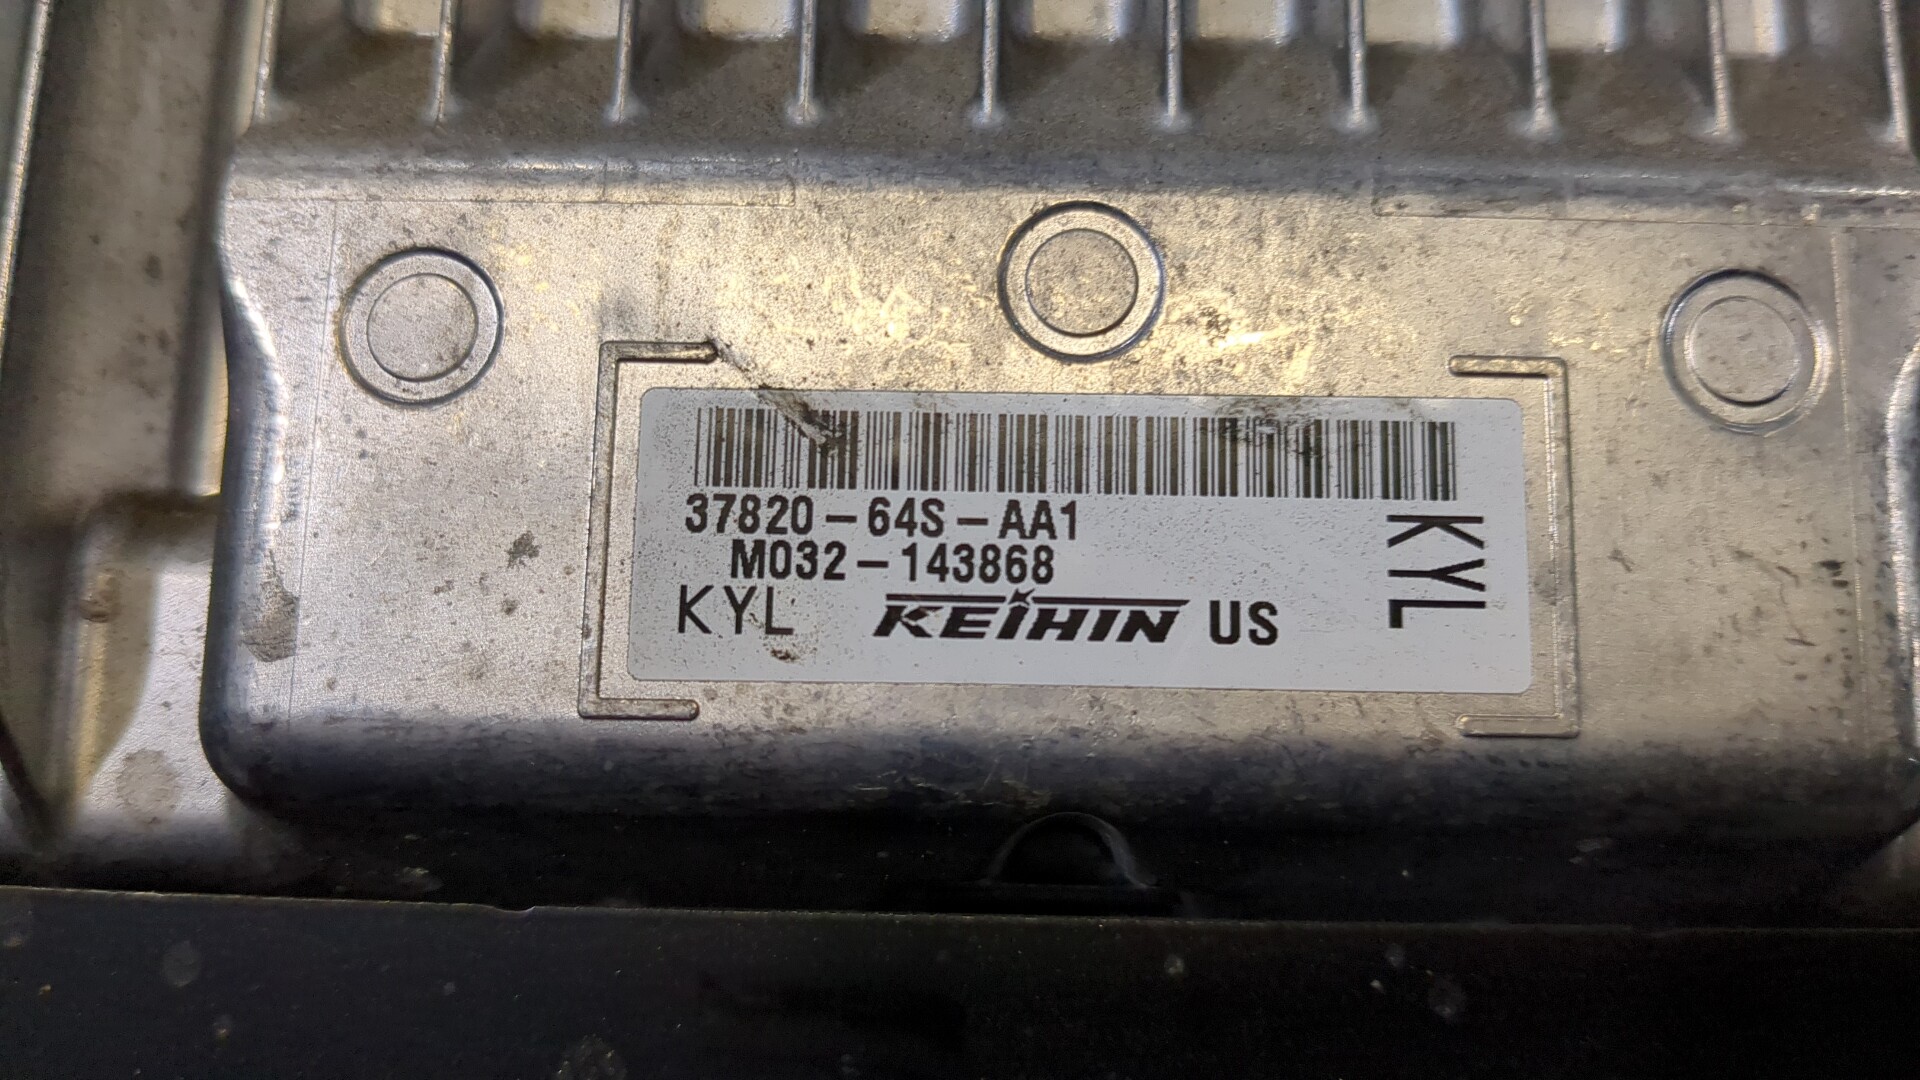 37820-64S-AA1
M032-143868
KYL KEIHIN US
KYL